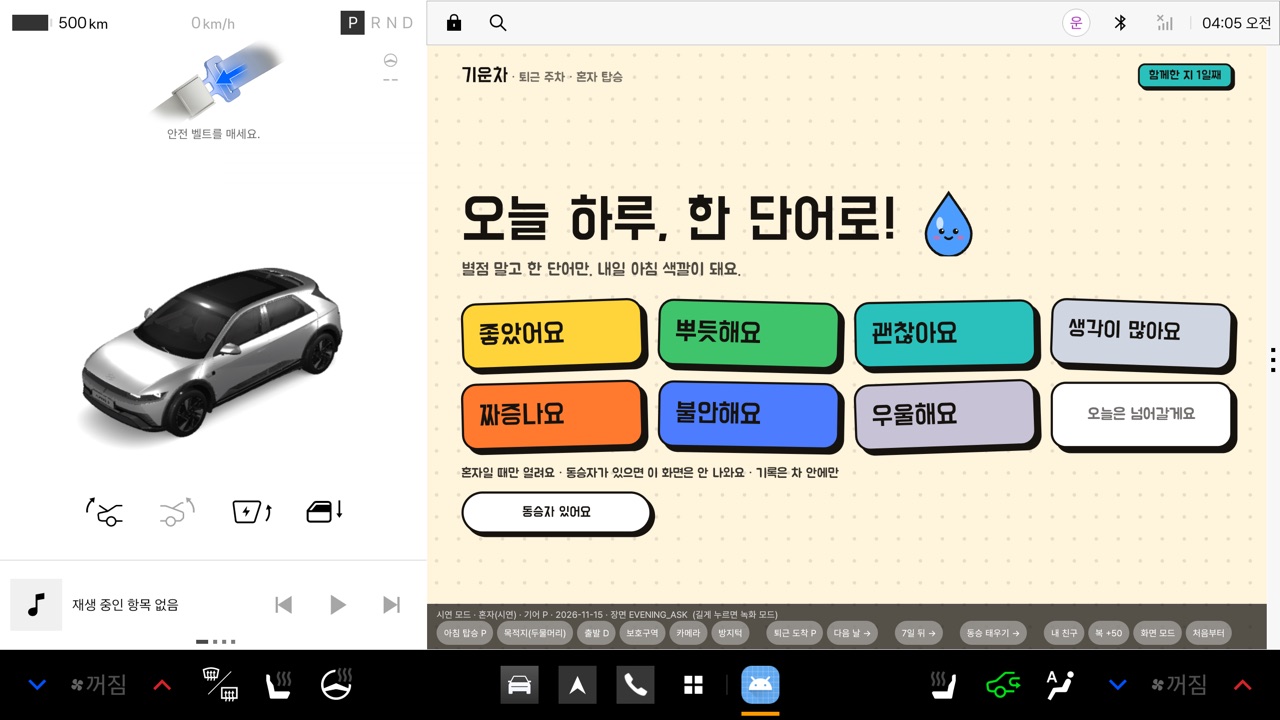 500 km
0 km/h
P R N D
운
04:05 오전
안전 벨트를 매세요.
기운차 · 퇴근 주차 · 혼자 탑승
함께한 지 1일째
오늘 하루, 한 단어로!
별점 말고 한 단어만. 내일 아침 색깔이 돼요.
좋았어요
뿌듯해요
괜찮아요
생각이 많아요
짜증나요
불안해요
우울해요
오늘은 넘어갈게요
혼자일 때만 열려요 · 동승자가 있으면 이 화면은 안 나와요 · 기록은 차 안에만
동승자 있어요
재생 중인 항목 없음
시연 모드 · 혼자(시연) · 기어 P · 2026-11-15 · 장면 EVENING_ASK (길게 누르면 녹화 모드)
아침 탑승 P
목적지(두물머리)
출발 D
보호구역
카메라
방지턱
퇴근 도착 P
다음 날 →
7일 뒤 →
동승 태우기 →
내 친구
복 +50
화면 모드
처음부터
꺼짐
A
꺼짐